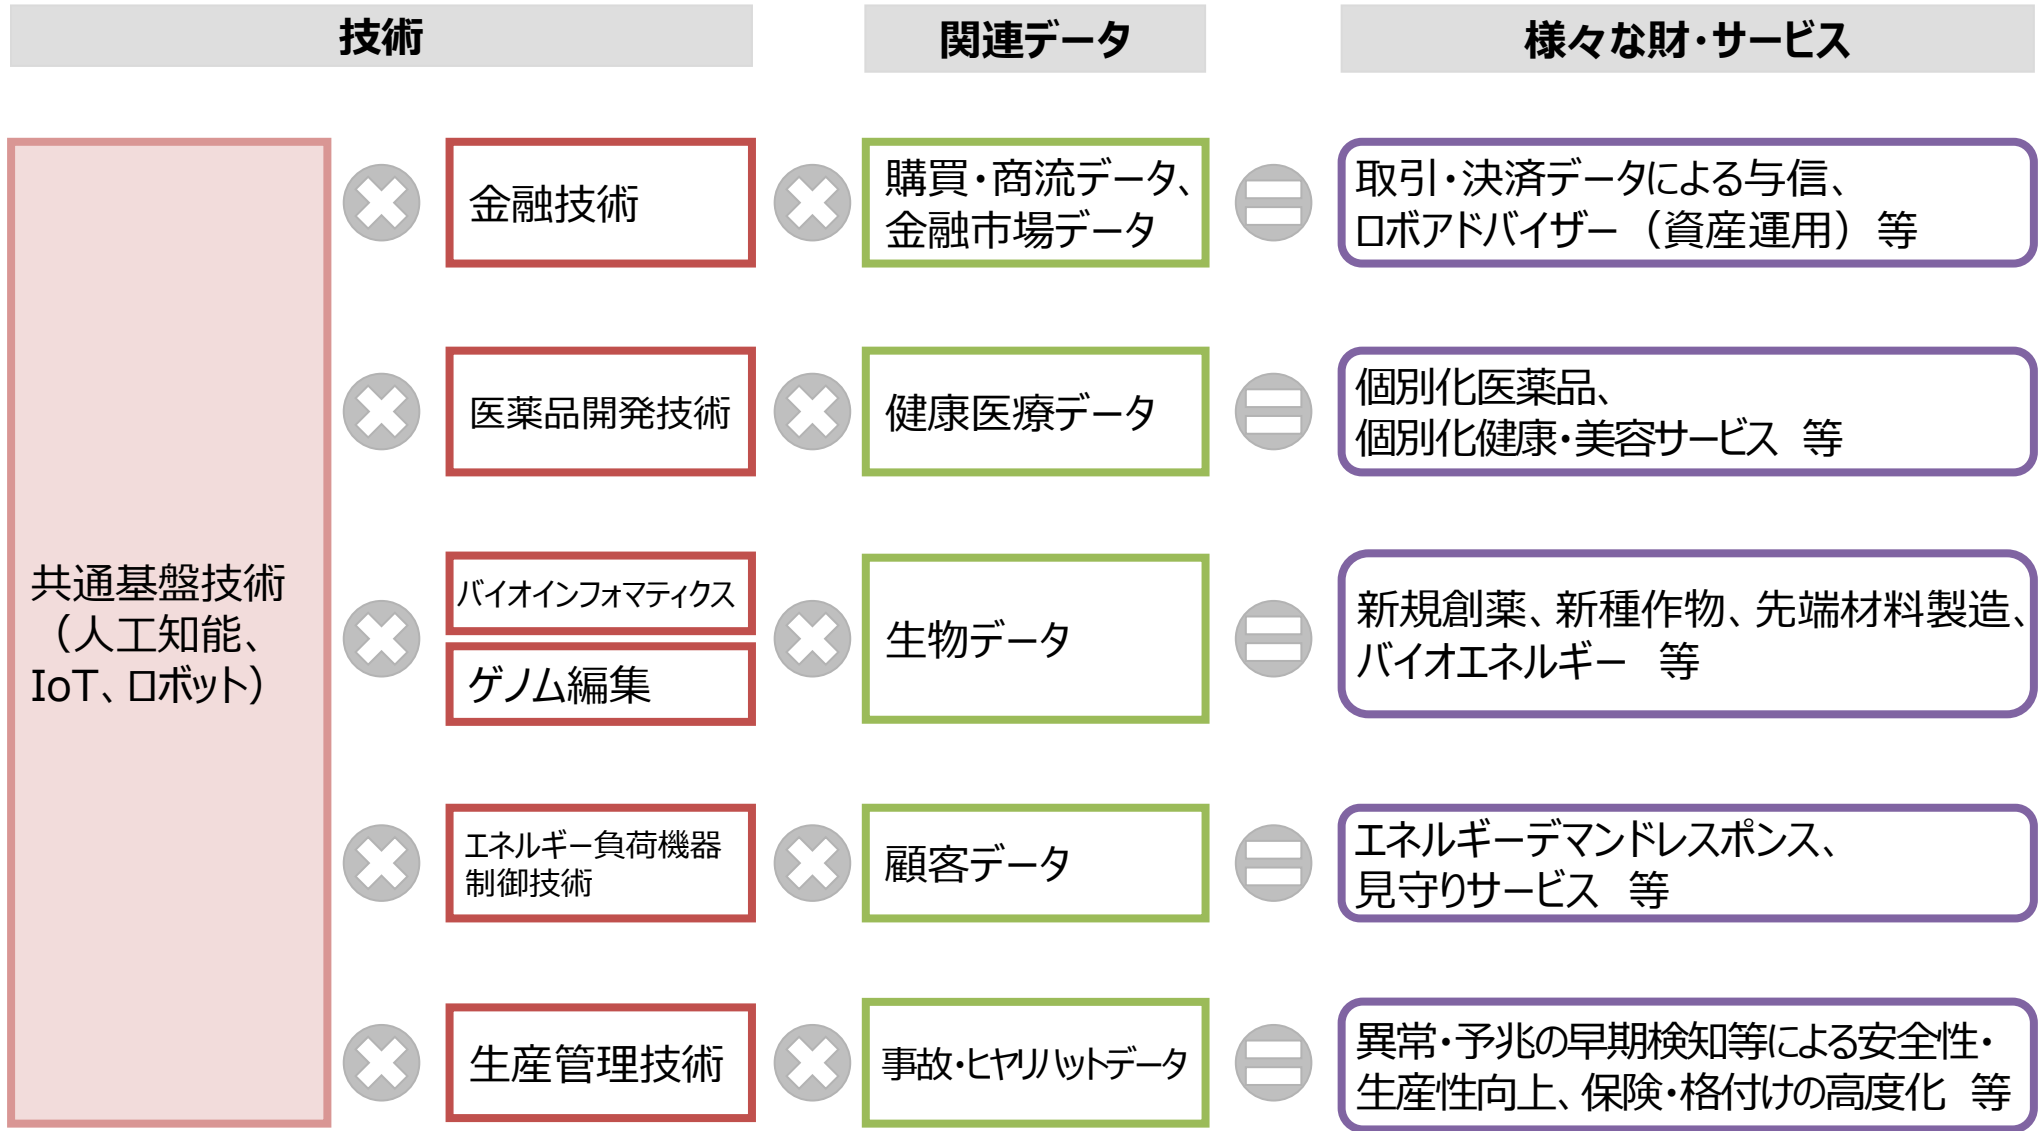 技術
関連データ
様々な財・サービス
共通基盤技術
（人工知能、
IoT、ロボット）
金融技術
購買・商流データ、
金融市場データ
取引・決済データによる与信、
ロボアドバイザー（資産運用）等
医薬品開発技術
健康医療データ
個別化医薬品、
個別化健康・美容サービス　等
バイオインフォマティクス
ゲノム編集
生物データ
新規創薬、新種作物、先端材料製造、
バイオエネルギー　等
エネルギー負荷機器
制御技術
顧客データ
エネルギーデマンドレスポンス、
見守りサービス　等
生産管理技術
事故・ヒヤリハットデータ
異常・予兆の早期検知等による安全性・
生産性向上、保険・格付けの高度化　等